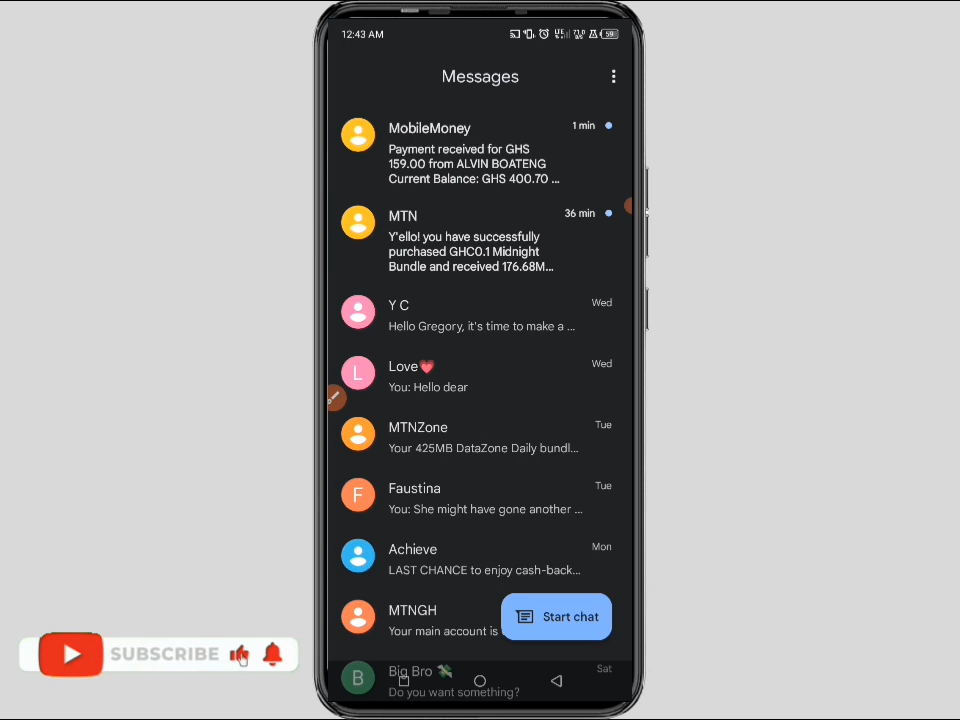 12:43 AM
59
Messages
MobileMoney
1 min
Payment received for GHS
159.00 from ALVIN BOATENG
Current Balance: GHS 400.70 ...
MTN
36 min
Y'ello! you have successfully
purchased GHC0.1 Midnight
Bundle and received 176.68M...
Y C
Wed
Hello Gregory, it's time to make a ...
Love💗
Wed
You: Hello dear
MTNZone
Tue
Your 425MB DataZone Daily bundl...
F
Faustina
Tue
You: She might have gone another ...
Achieve
Mon
LAST CHANCE to enjoy cash-back...
MTNGH
Your main account is
Start chat
SUBSCRIBE
B
Big Bro 💸
Sat
Do you want something?
L